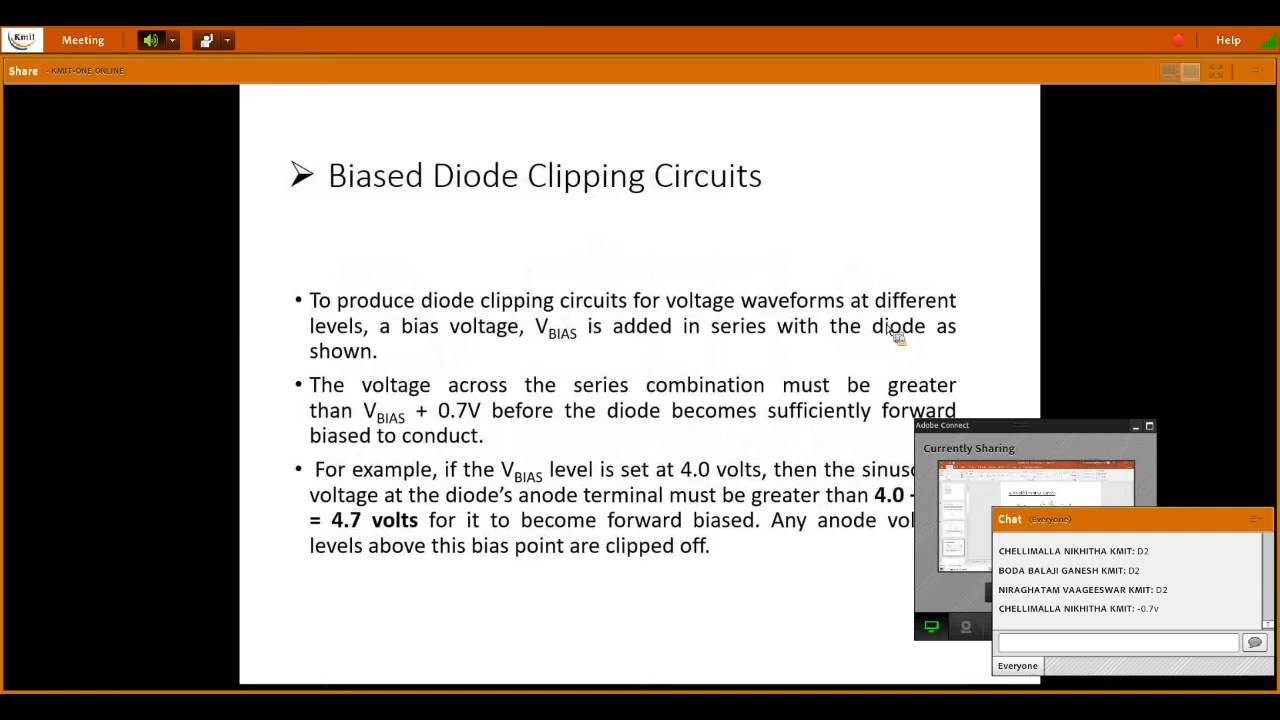 Kmit
Meeting
Help
Share - KMIT-ONE ONLINE
➢ Biased Diode Clipping Circuits
• To produce diode clipping circuits for voltage waveforms at different
levels, a bias voltage, VBIAS is added in series with the diode as
shown.
• The voltage across the series combination must be greater
than VBIAS + 0.7V before the diode becomes sufficiently forward
biased to conduct.
• For example, if the VBIAS level is set at 4.0 volts, then the
voltage at the diode's anode terminal must be greater than 4.0
= 4.7 volts for it to become forward biased. Any anode
levels above this bias point are clipped off.
Adobe Connect
Currently Sharing
Chat (Everyone)
CHELLIMALLA NIKHITHA KMIT: D2
BODA BALAJI GANESH KMIT: D2
NIRAGHATAM VAAGEESWAR KMIT: D2
CHELLIMALLA NIKHITHA KMIT: -0.7v
Everyone